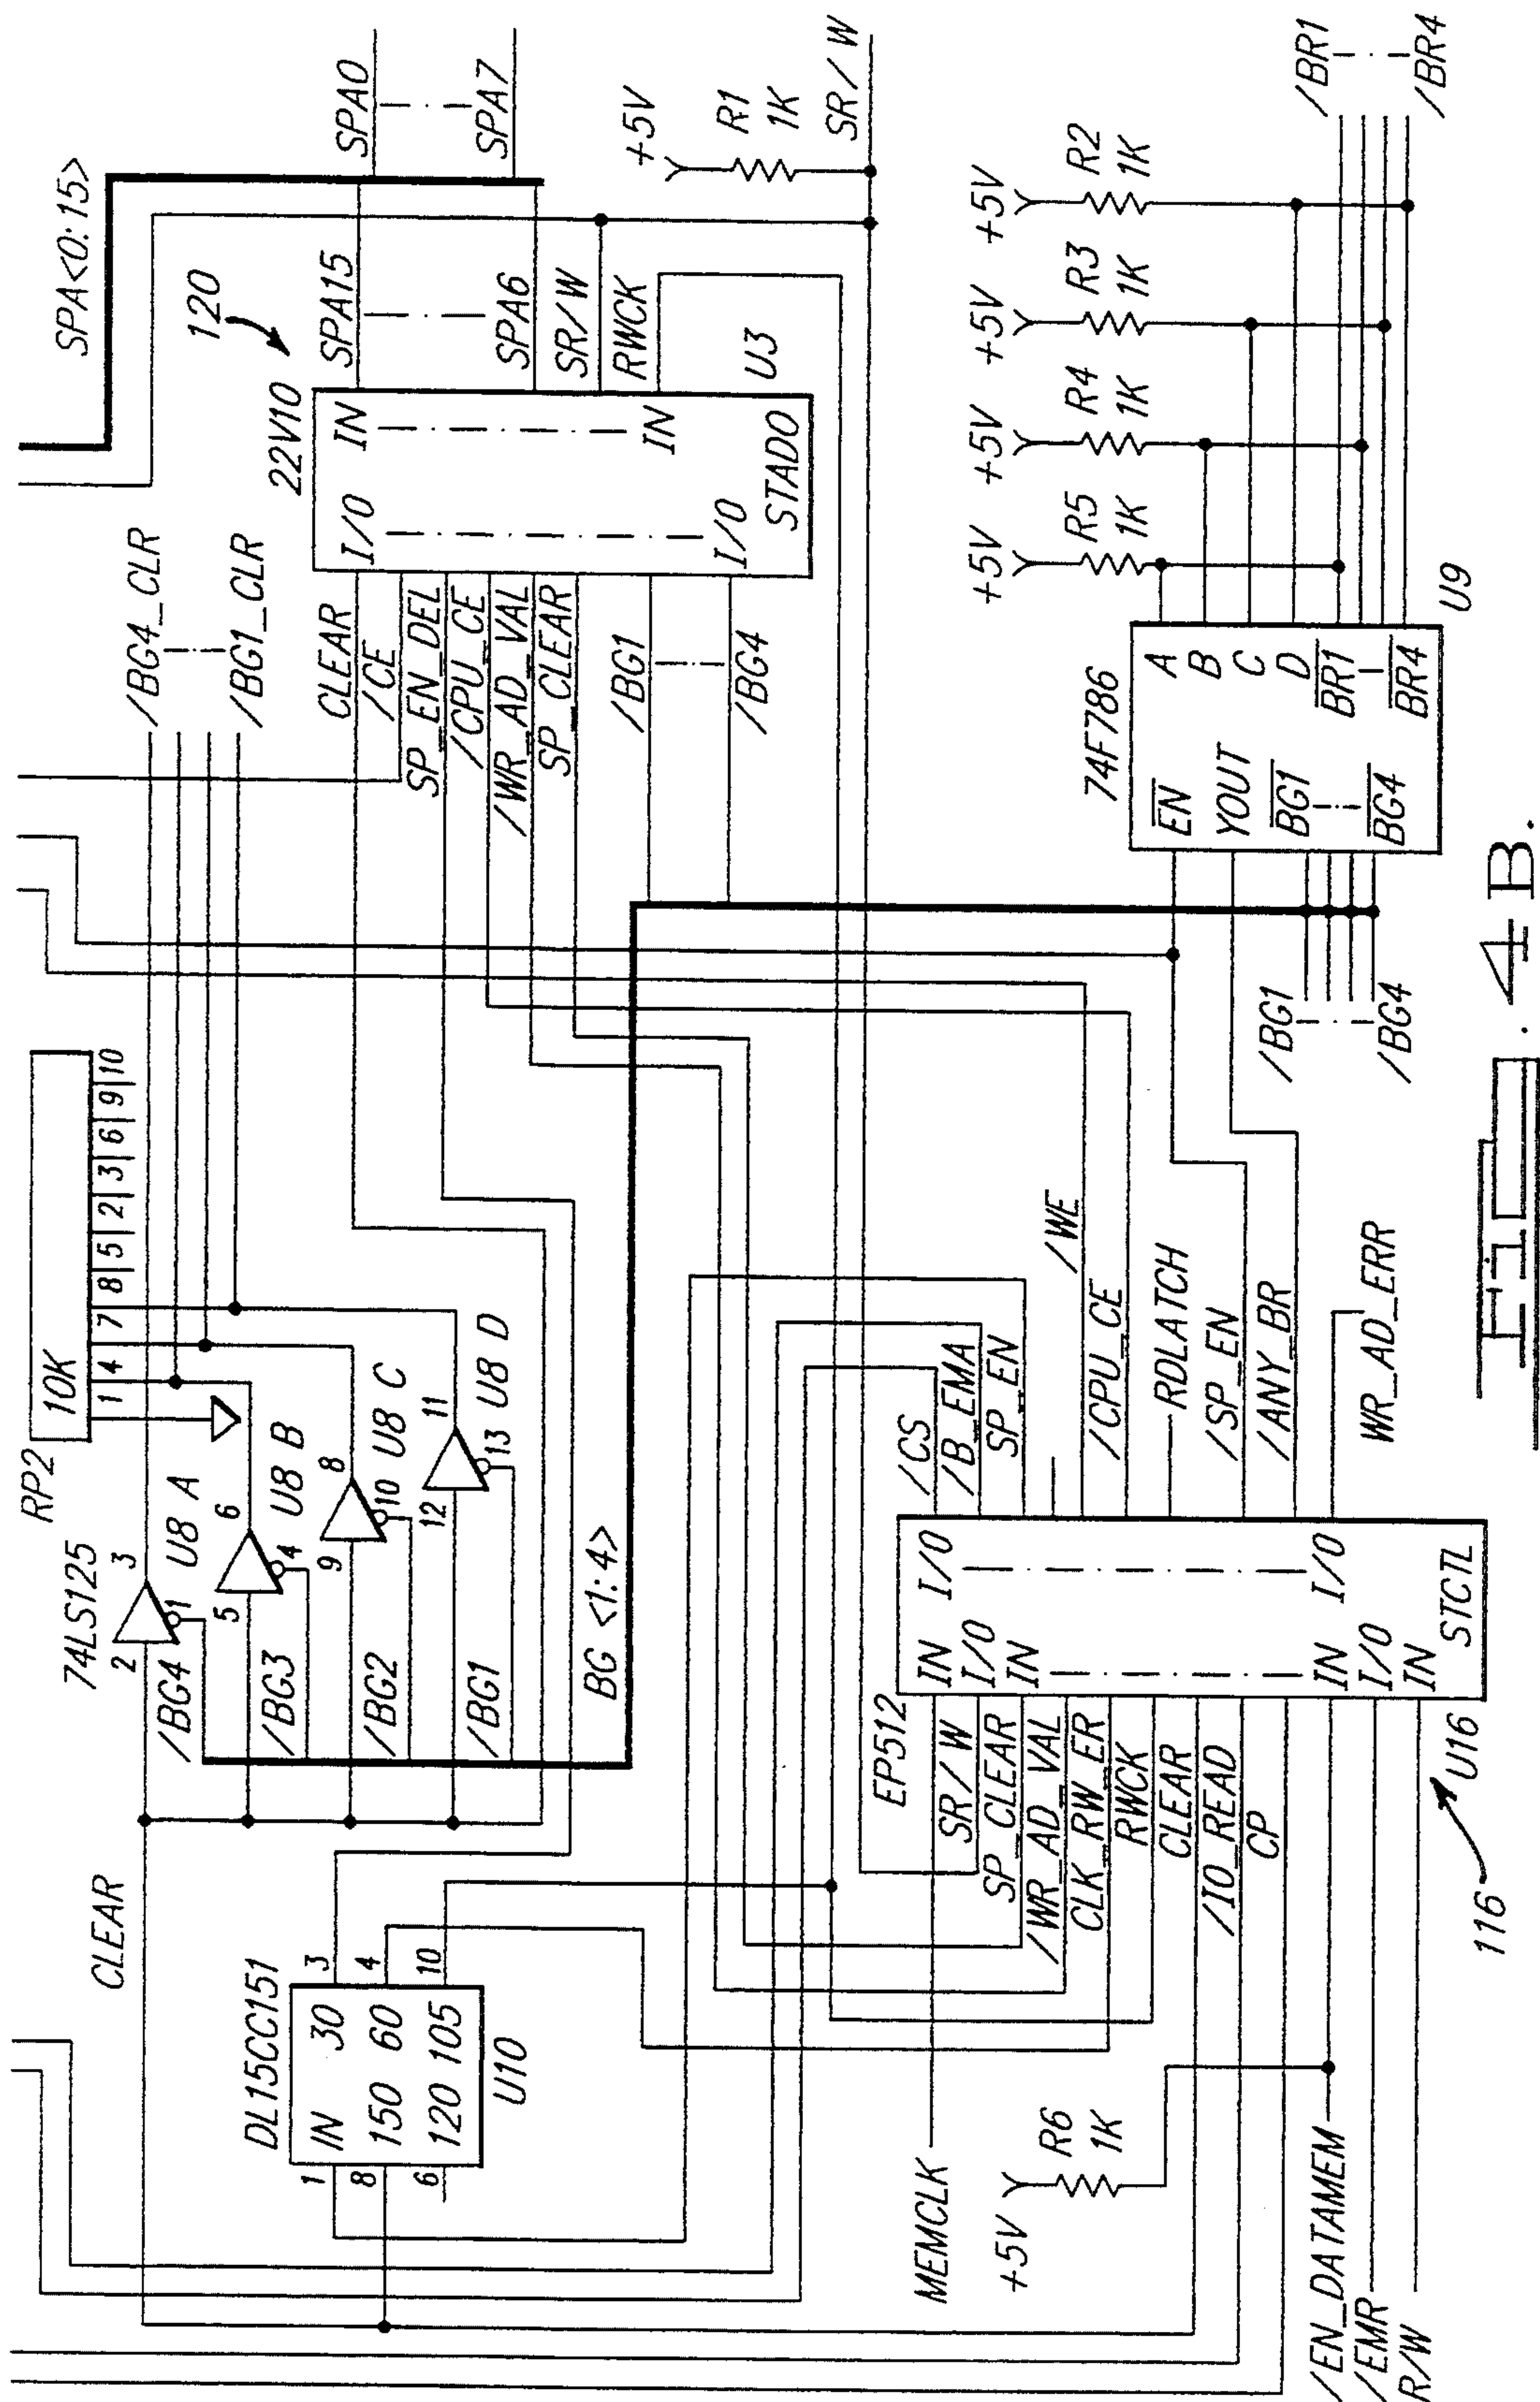 RP2
10K
1 4 7 8 5 2 3 6 9 10
74LS125
2 3
1 U8 A
5 6
4 U8 B
9 8
10 U8 C
12 11
13 U8 D
/BG4
/BG3
/BG2
/BG1
BG <1:4>
CLEAR
/BG4_CLR
/BG1_CLR
SPA<0:15>
120
22V10
I/O IN
I/O IN
STADO
U3
CLEAR
/CE
SP_EN_DEL
/CPU_CE
/WR_AD_VAL
SP_CLEAR
/BG1
/BG4
SPA15
SPA6
SR/W
RWCK
SPA0
SPA7
+5V
R1
1K
SR/W
DL15CC151
IN 30
150 60
120 105
U10
1
8
6
3
4
10
EP512
IN I/O
I/O
IN
IN I/O
I/O
IN
STCTL
U16
116
MEMCLK
SR/W
SP_CLEAR
/WR_AD_VAL
CLK_RW_ER
RWCK
CLEAR
/IO_READ
CP
+5V
R6
1K
/EN_DATAMEM
/EMR
R/W
/CS
/B_EMA
SP_EN
/WE
/CPU_CE
RDLATCH
/SP_EN
/ANY_BR
WR_AD_ERR
74F786
EN A
YOUT B
BG1 C
D
BR1
BG4 BR4
U9
/BG1
/BG4
+5V
R5
1K
+5V
R4
1K
+5V
R3
1K
+5V
R2
1K
/BR1
/BR4
FIG. 4B.